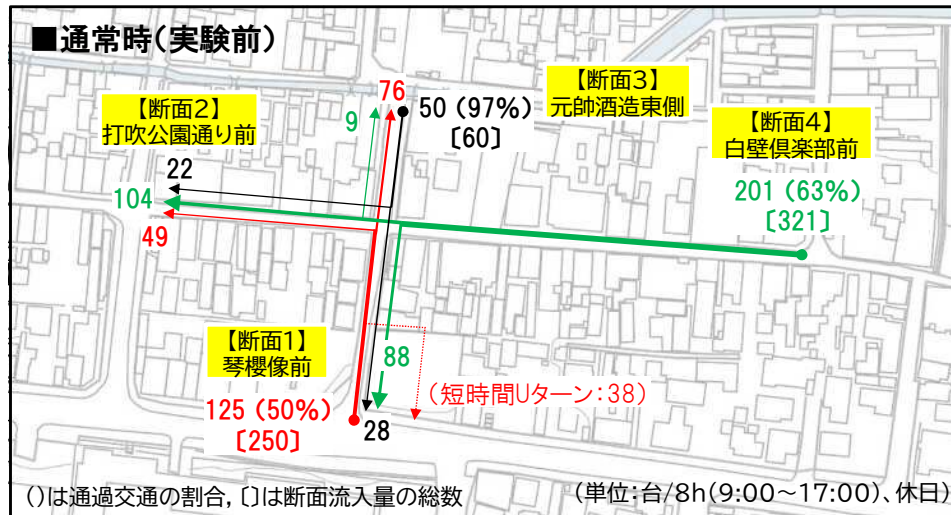 ■通常時(実験前)
【断面2】
打吹公園通り前
76
9
50 (97%)
[60]
【断面3】
元帥酒造東側
【断面4】
白壁倶楽部前
22
104
49
201 (63%)
[321]
【断面1】
琴櫻像前
88
(短時間Uターン:38)
125 (50%)
〔250〕
28
()は通過交通の割合,〔〕は断面流入量の総数
(単位:台/8h(9:00~17:00)、休日)